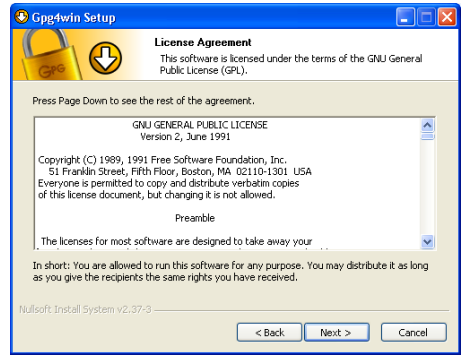 Gpg4win Setup
License Agreement
This software is licensed under the terms of the GNU General
Public License (GPL).
GPG
Press Page Down to see the rest of the agreement.
GNU GENERAL PUBLIC LICENSE
Version 2, June 1991
Copyright (C) 1989, 1991 Free Software Foundation, Inc.
51 Franklin Street, Fifth Floor, Boston, MA 02110-1301 USA
Everyone is permitted to copy and distribute verbatim copies
of this license document, but changing it is not allowed.
Preamble
The licenses for most software are designed to take away your
In short: You are allowed to run this software for any purpose. You may distribute it as long
as you give the recipients the same rights you have received.
Nullsoft Install System v2.37-3
< Back Next > Cancel